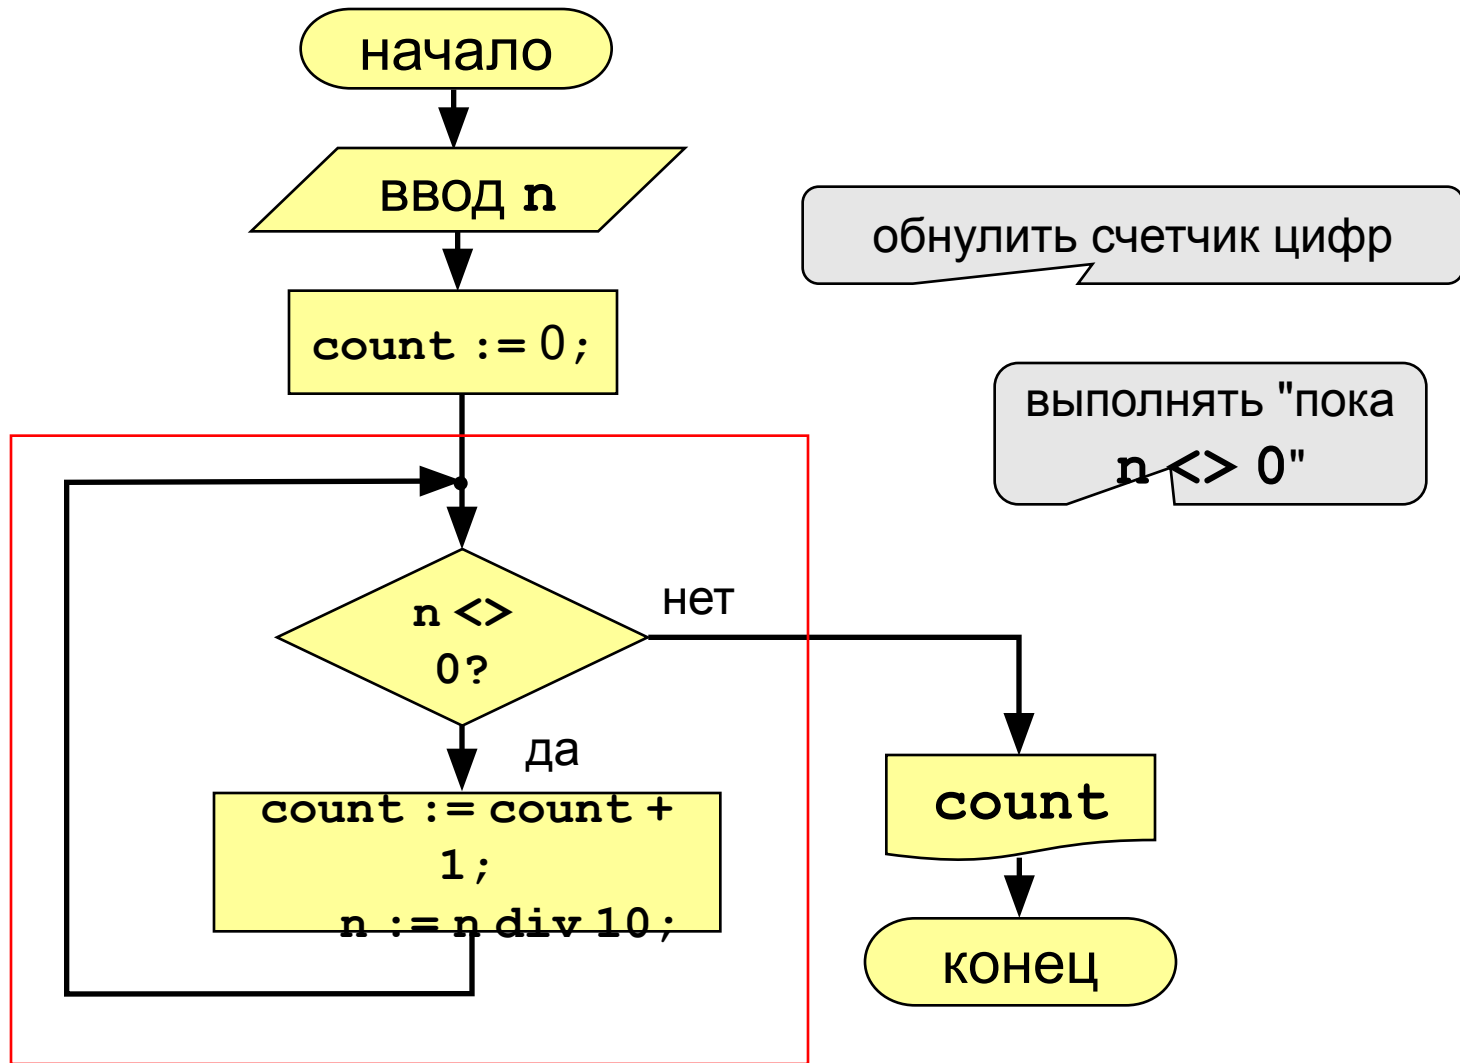 начало
ввод n
обнулить счетчик цифр
count := 0;
выполнять "пока
n <> 0"
n <>
0?
нет
да
count := count +
1;
n := n div 10;
count
конец